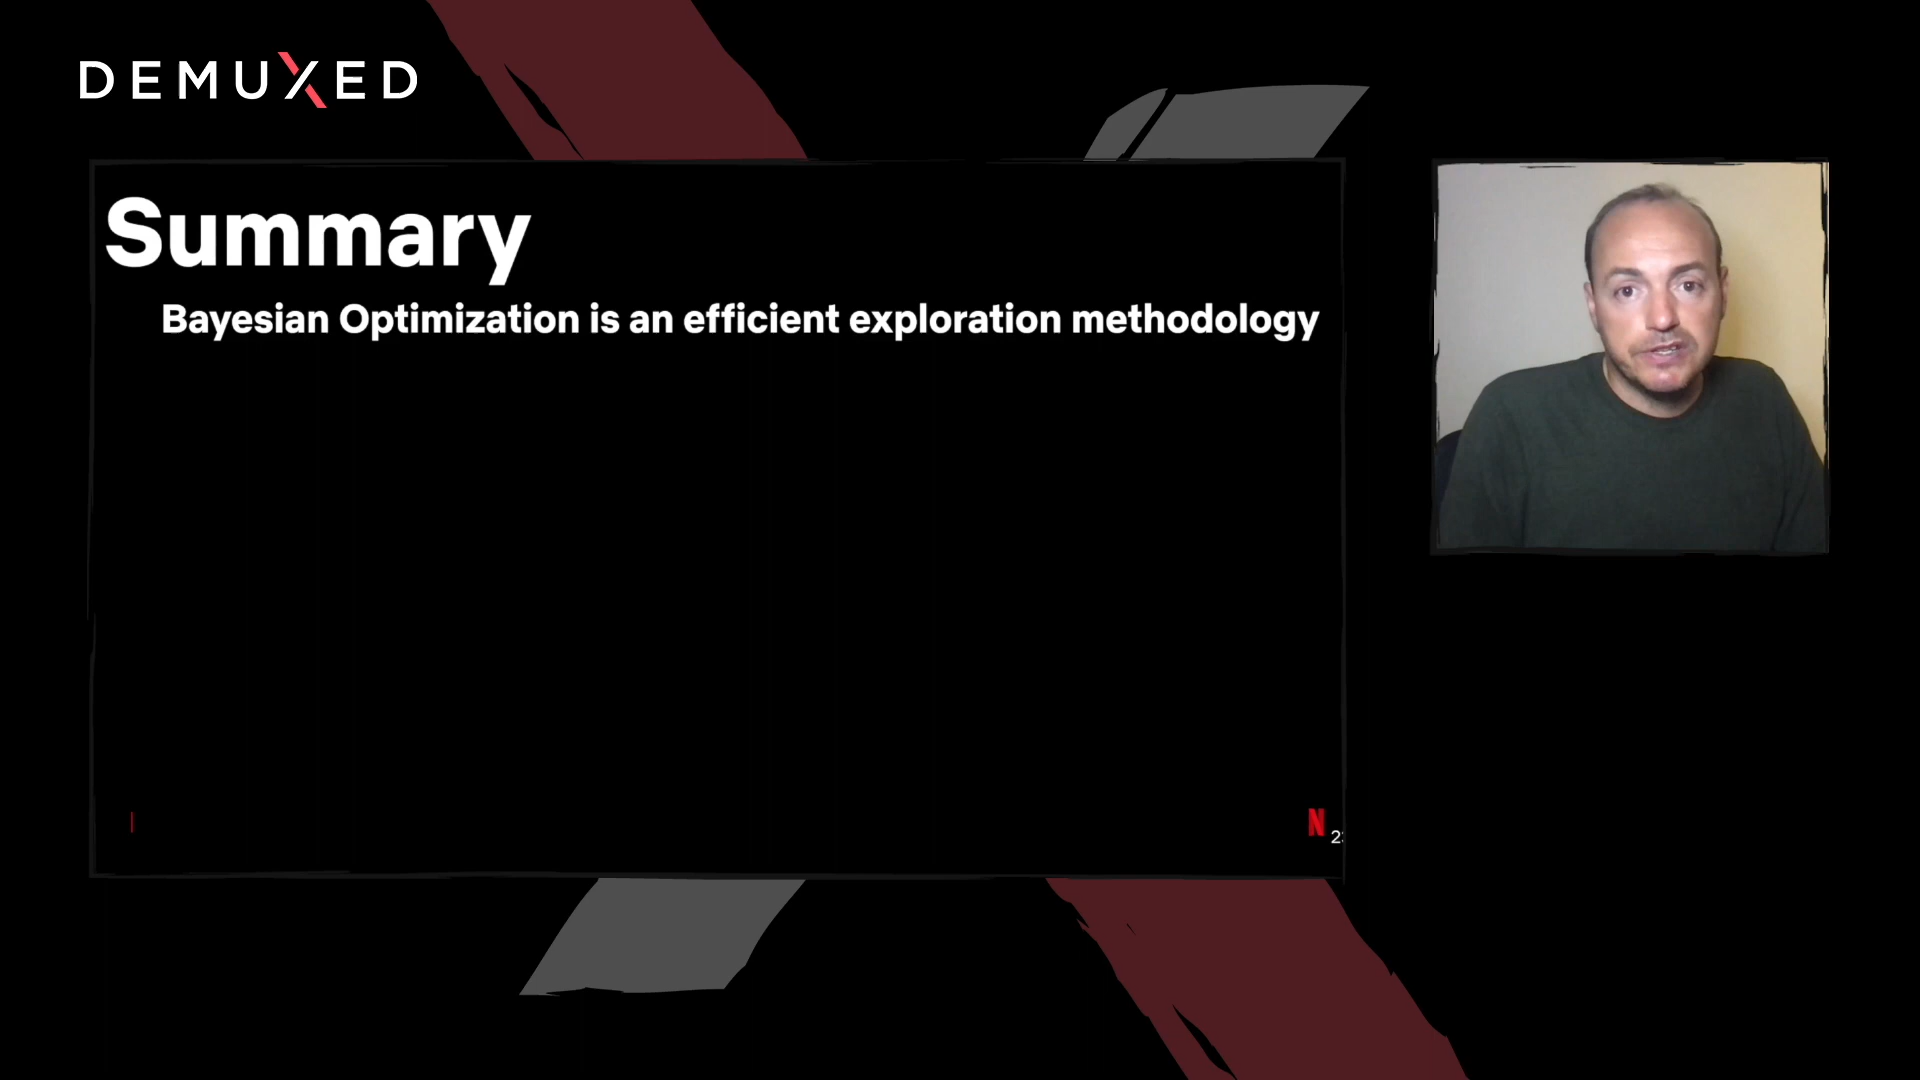 DEMUXED
Summary
Bayesian Optimization is an efficient exploration methodology
N